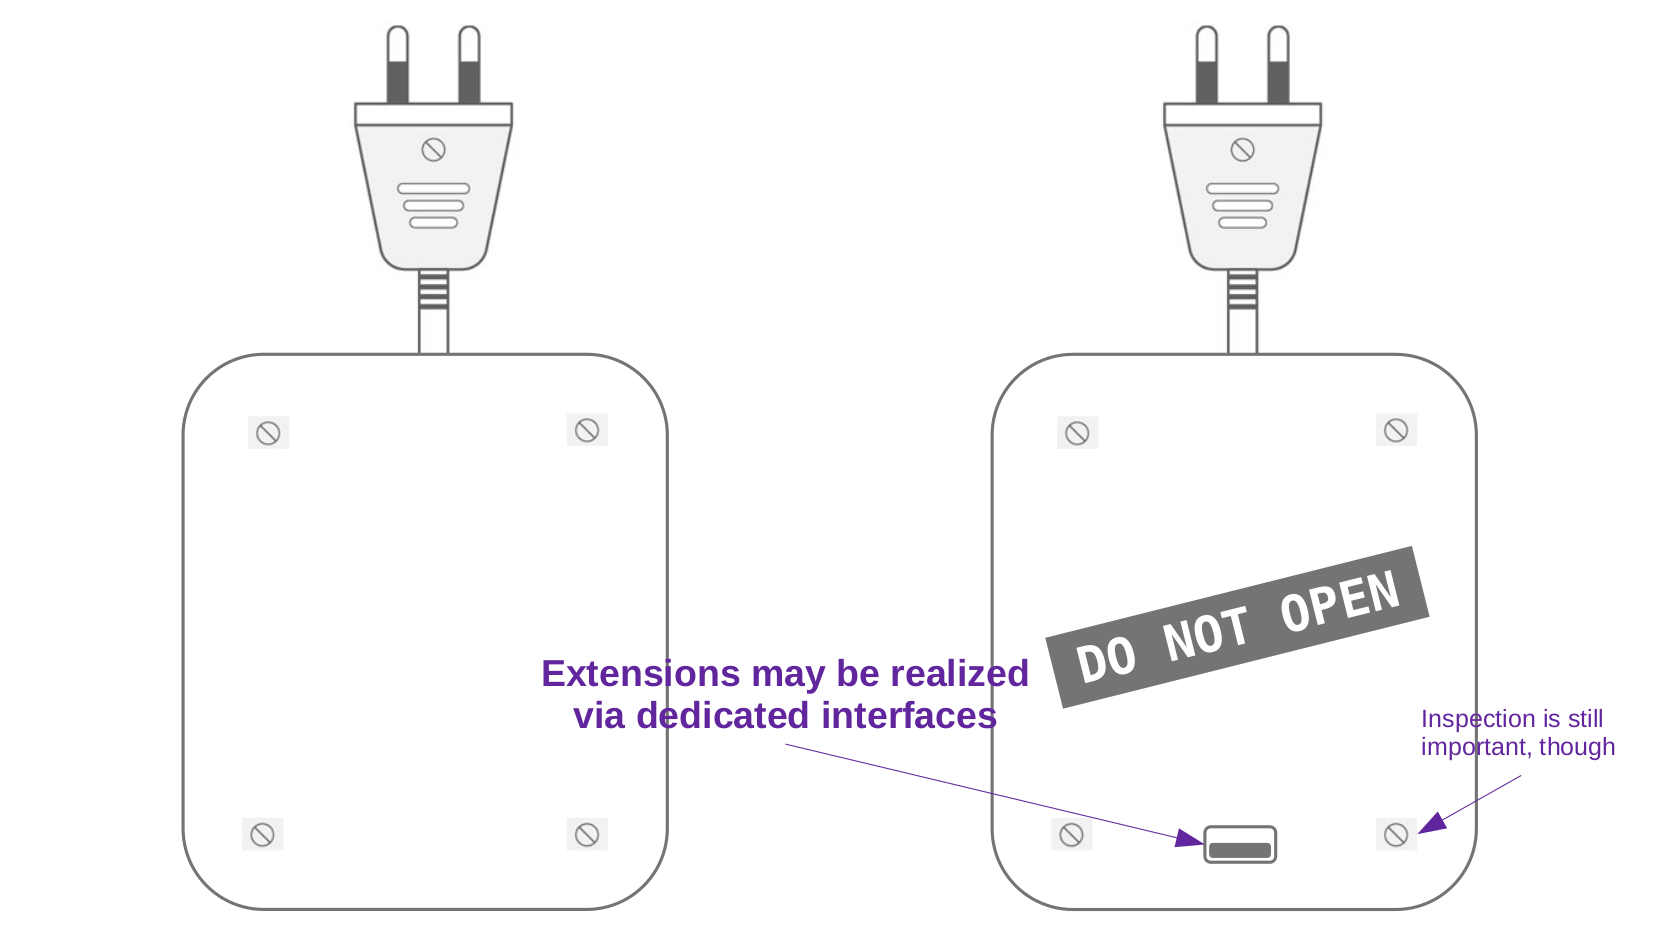 DO NOT OPEN
Extensions may be realized
via dedicated interfaces
Inspection is still
important, though